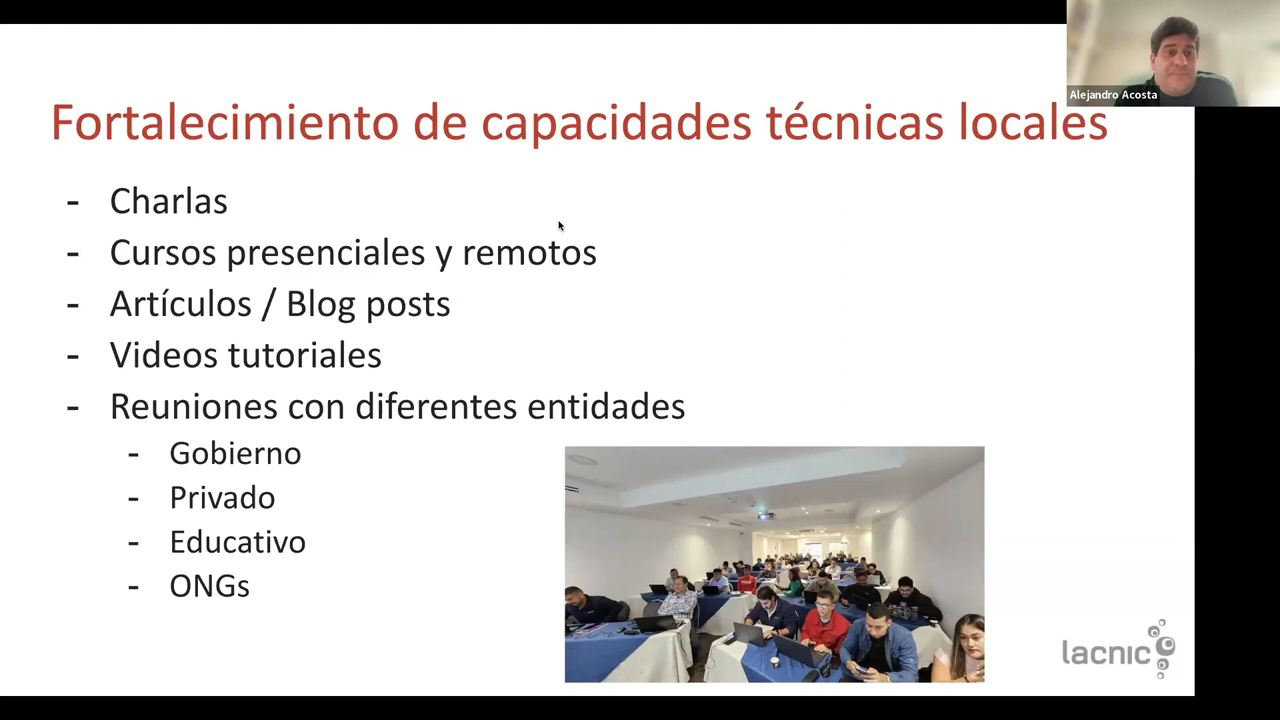 Alejandro Acosta
Fortalecimiento de capacidades técnicas locales
- Charlas
- Cursos presenciales y remotos
- Artículos / Blog posts
- Videos tutoriales
- Reuniones con diferentes entidades
- Gobierno
- Privado
- Educativo
- ONGs
lacnic